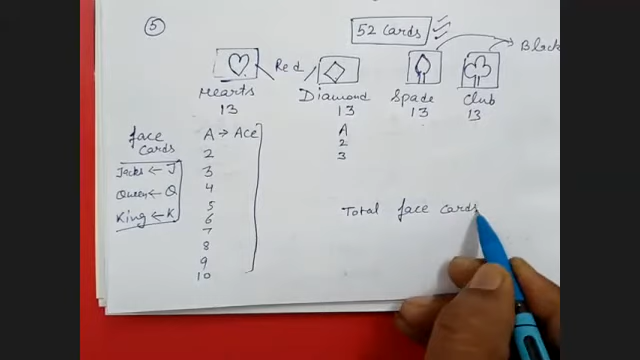 5
52 Cards
Red
Black
Hearts Diamond Spade Club
13 13 13 13
face
Cards
Jacks ← J
Queen ← Q
King ← K
A → Ace
2
3
4
5
6
7
8
9
10
A
2
3
Total face cards